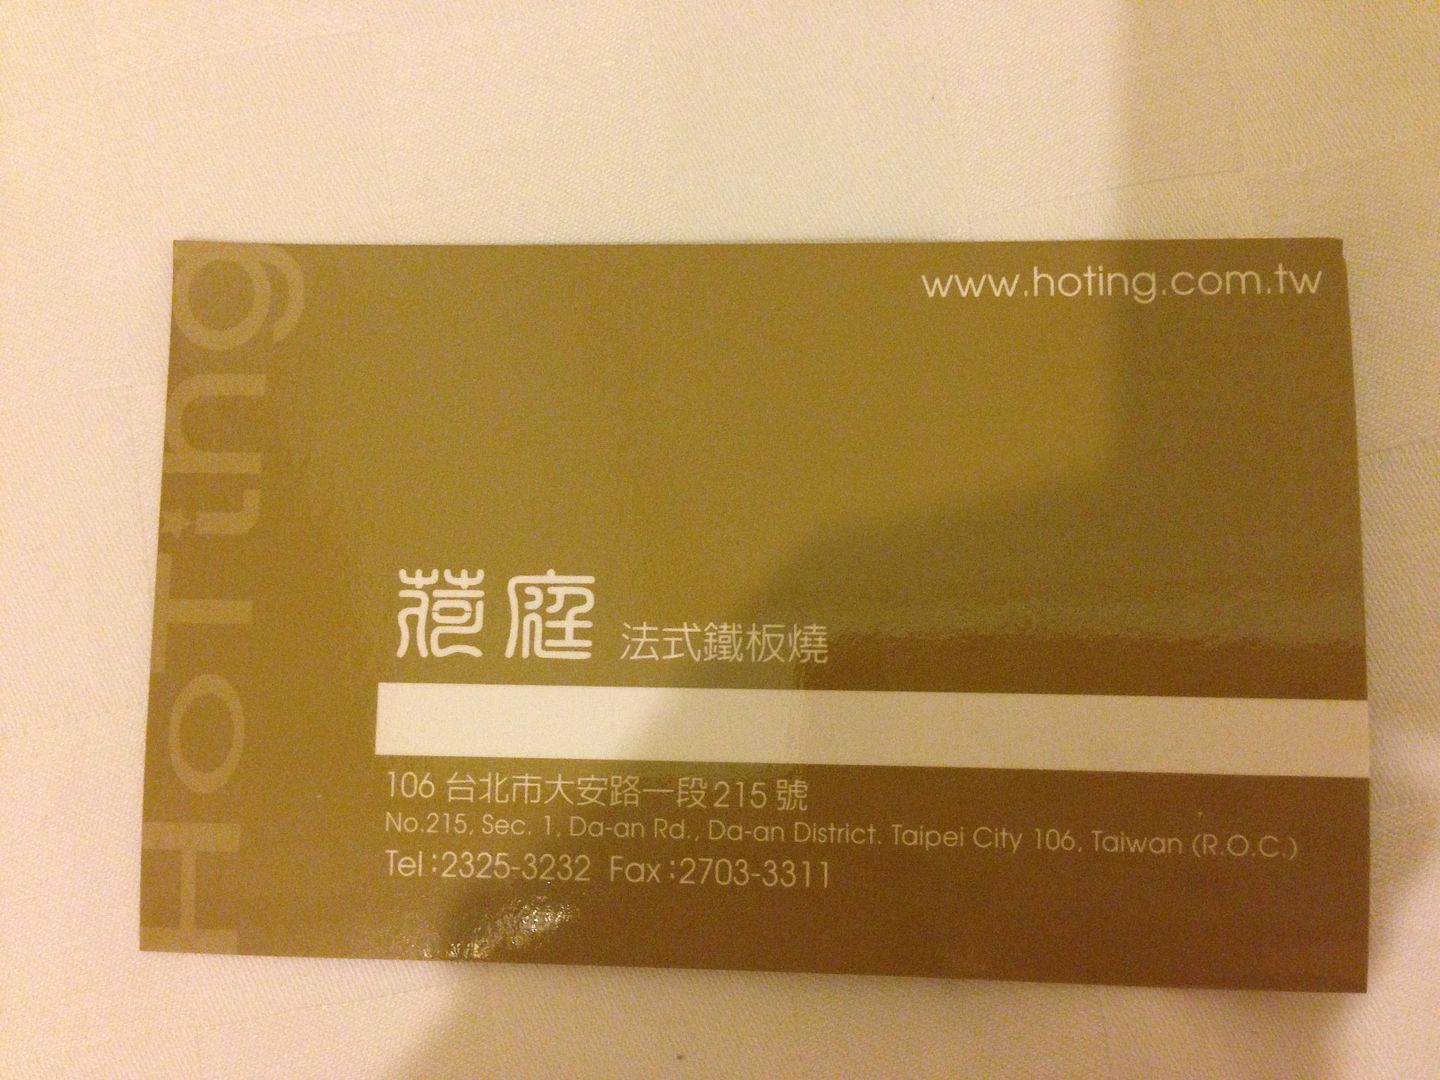 www.hoting.com.tw
HoTing
荷庭 法式鐵板燒
106 台北市大安路一段215號
No.215, Sec. 1, Da-an Rd., Da-an District. Taipei City 106, Taiwan (R.O.C.)
Tel:2325-3232 Fax:2703-3311